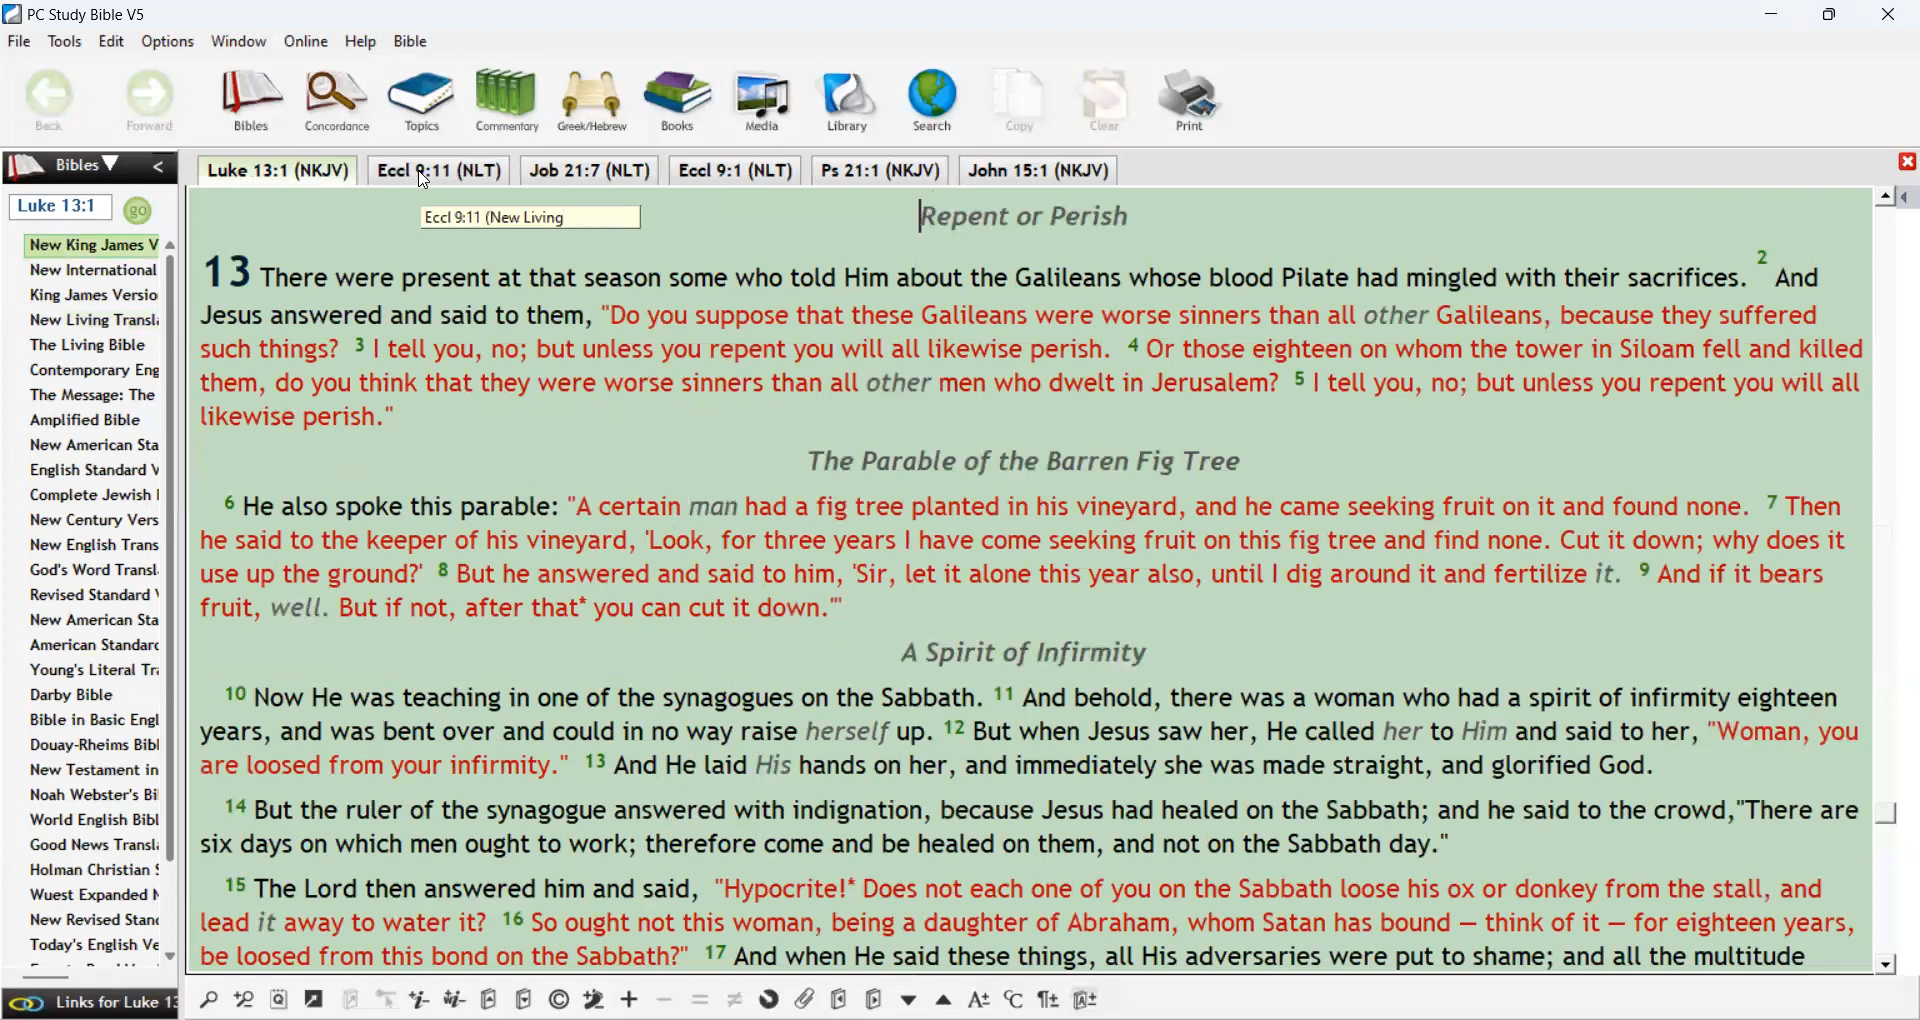 PC Study Bible V5
File Tools Edit Options Window Online Help Bible
Back Forward Bibles Concordance Topics Commentary Greek/Hebrew Books Media Library Search Copy Clear Print
Bibles <
Luke 13:1 (NKJV) Eccl 9:11 (NLT) Job 21:7 (NLT) Eccl 9:1 (NLT) Ps 21:1 (NKJV) John 15:1 (NKJV)
Luke 13:1 go
Eccl 9:11 (New Living
New King James V
New International
King James Versio
New Living Transl
The Living Bible
Contemporary Eng
The Message: The
Amplified Bible
New American Sta
English Standard V
Complete Jewish
New Century Vers
New English Trans
God's Word Transl
Revised Standard
New American Sta
American Standard
Young's Literal Tra
Darby Bible
Bible in Basic Engl
Douay-Rheims Bibl
New Testament in
Noah Webster's Bi
World English Bibl
Good News Transl
Holman Christian
Wuest Expanded
New Revised Stand
Today's English Ve
Links for Luke 13
Repent or Perish
13 There were present at that season some who told Him about the Galileans whose blood Pilate had mingled with their sacrifices. 2 And
Jesus answered and said to them, "Do you suppose that these Galileans were worse sinners than all other Galileans, because they suffered
such things? 3 I tell you, no; but unless you repent you will all likewise perish. 4 Or those eighteen on whom the tower in Siloam fell and killed
them, do you think that they were worse sinners than all other men who dwelt in Jerusalem? 5 I tell you, no; but unless you repent you will all
likewise perish."
The Parable of the Barren Fig Tree
6 He also spoke this parable: "A certain man had a fig tree planted in his vineyard, and he came seeking fruit on it and found none. 7 Then
he said to the keeper of his vineyard, 'Look, for three years I have come seeking fruit on this fig tree and find none. Cut it down; why does it
use up the ground?' 8 But he answered and said to him, 'Sir, let it alone this year also, until I dig around it and fertilize it. 9 And if it bears
fruit, well. But if not, after that* you can cut it down.'"
A Spirit of Infirmity
10 Now He was teaching in one of the synagogues on the Sabbath. 11 And behold, there was a woman who had a spirit of infirmity eighteen
years, and was bent over and could in no way raise herself up. 12 But when Jesus saw her, He called her to Him and said to her, "Woman, you
are loosed from your infirmity." 13 And He laid His hands on her, and immediately she was made straight, and glorified God.
14 But the ruler of the synagogue answered with indignation, because Jesus had healed on the Sabbath; and he said to the crowd,"There are
six days on which men ought to work; therefore come and be healed on them, and not on the Sabbath day."
15 The Lord then answered him and said, "Hypocrite!* Does not each one of you on the Sabbath loose his ox or donkey from the stall, and
lead it away to water it? 16 So ought not this woman, being a daughter of Abraham, whom Satan has bound — think of it — for eighteen years,
be loosed from this bond on the Sabbath?" 17 And when He said these things, all His adversaries were put to shame; and all the multitude